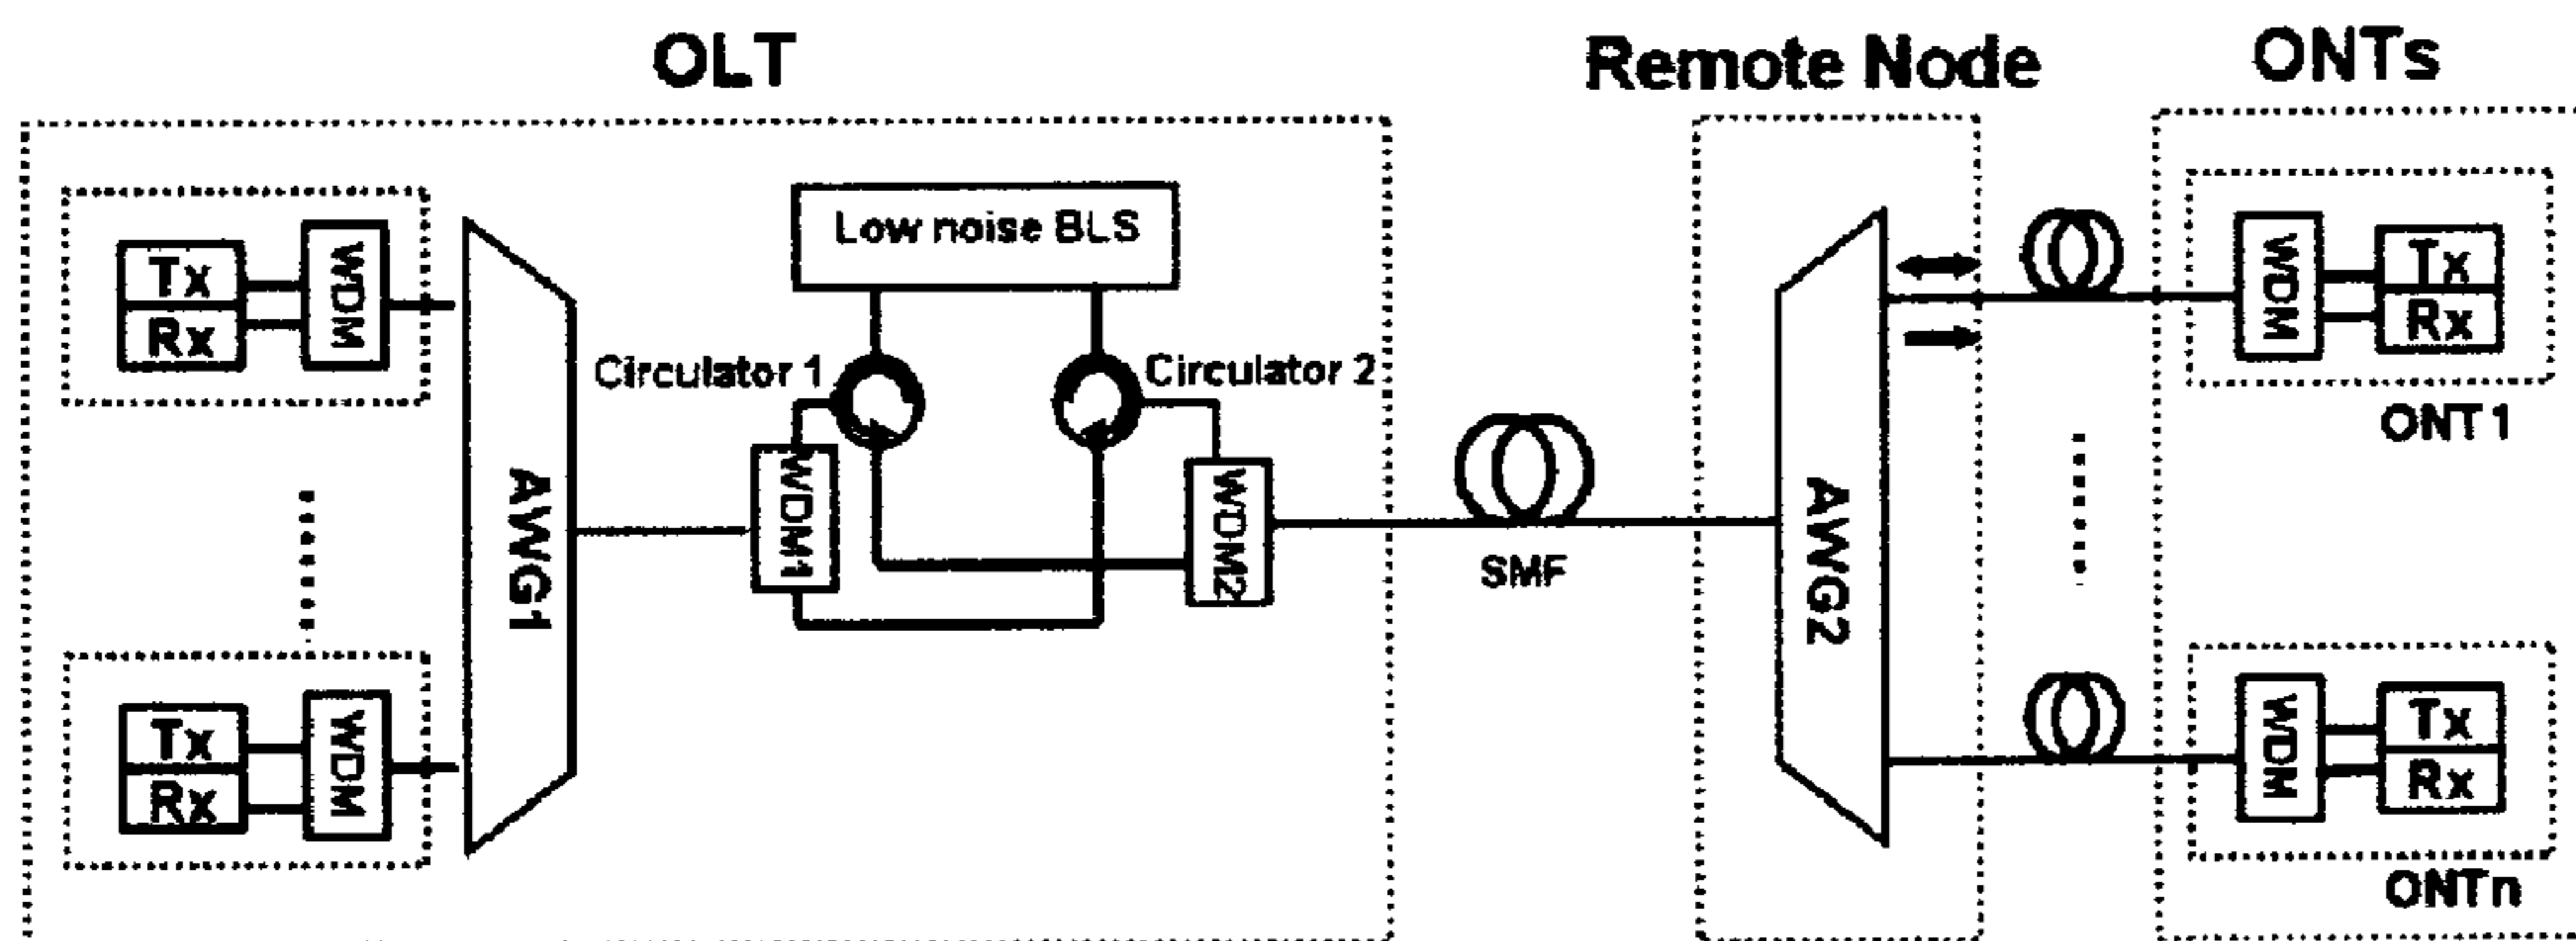 OLT
Remote Node
ONTs
Low noise BLS
Tx
Rx
WDM
Circulator 1
Circulator 2
WDM
Tx
Rx
ONT1
AWG1
WDM1
WDM2
SMF
AWG2
Tx
Rx
WDM
WDM
Tx
Rx
ONTn